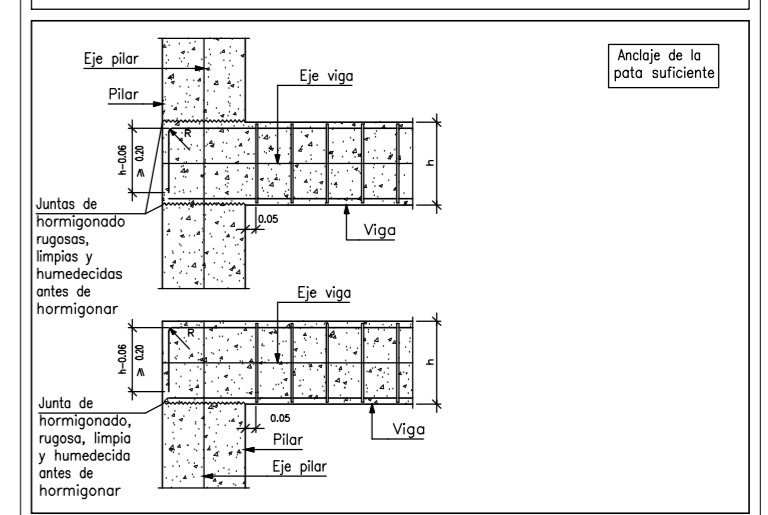 Anclaje de la
pata suficiente
Eje pilar
Eje viga
Pilar
R
h-0.06
≥ 0.20
h
Juntas de
hormigonado
rugosas,
limpias y
humedecidas
antes de
hormigonar
0.05
Viga
Eje viga
R
h-0.06
≥ 0.20
h
Junta de
hormigonado,
rugosa, limpia
y humedecida
antes de
hormigonar
0.05
Viga
Pilar
Eje pilar